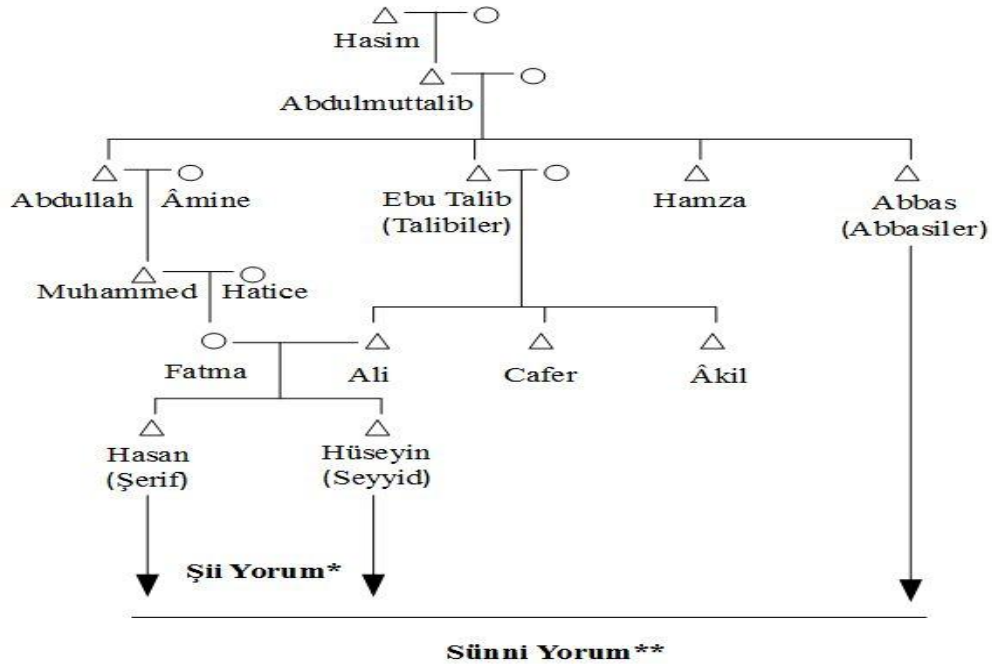 Hasim
Abdulmuttalib
Abdullah Âmine
Ebu Talib
(Talibiler)
Hamza
Abbas
(Abbasiler)
Muhammed Hatice
Fatma
Ali
Cafer
Âkil
Hasan
(Şerif)
Hüseyin
(Seyyid)
Şii Yorum*
Sünni Yorum**